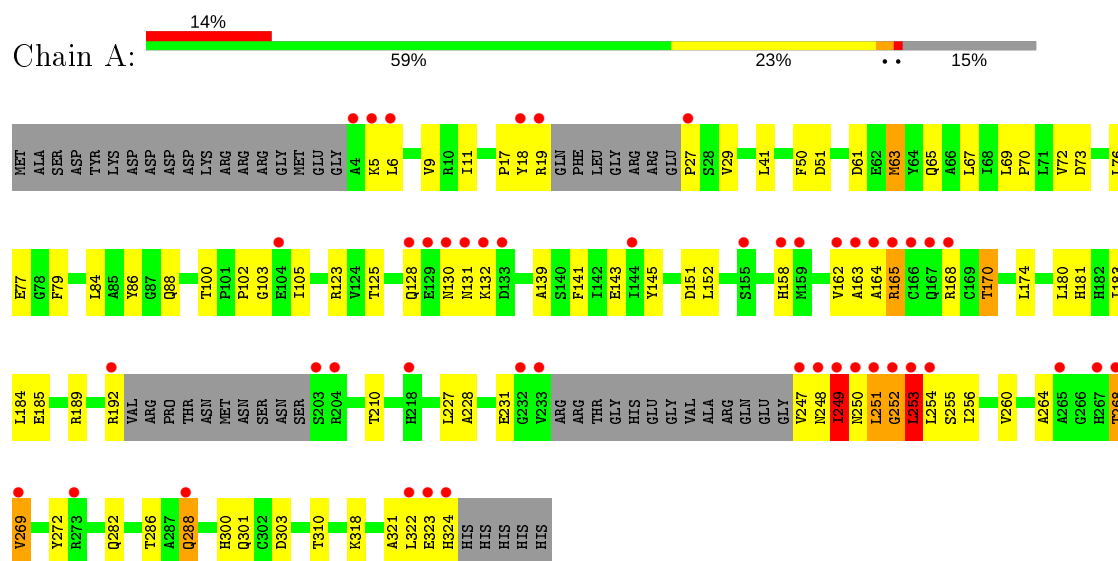 14%
Chain A:
59% 23% • • 15%
MET ALA SER ASP TYR LYS ASP ASP ASP ASP LYS ARG ARG ARG GLY MET GLU GLY A4 K5 L6 V9 R10 I11 P17 Y18 R19 GLN PHE LEU GLY ARG ARG GLU P27 S28 V29 L41 F50 D51 D61 E62 M63 Y64 Q65 A66 L67 I68 L69 P70 L71 V72 D73 L76
E77 G78 F79 L84 A85 Y86 G87 Q88 T100 P101 P102 G103 E104 I105 R123 V124 T125 Q128 E129 N130 N131 K132 D133 A139 S140 F141 I142 E143 I144 Y145 D151 L152 S155 H158 M159 V162 A163 A164 R165 C166 Q167 R168 C169 T170 L174 L180 H181 H182 I183
L184 E185 R189 R192 VAL ARG PRO THR ASN MET ASN SER ASN SER S203 R204 T210 H218 L227 A228 E231 G232 V233 ARG ARG THR GLY HIS GLU GLY VAL ALA ARG GLN GLU GLY V247 N248 I249 N250 L251 G252 L253 L254 S255 I256 V260 A264 A265 G266 H267 T268
V269 Y272 R273 Q282 T286 A287 Q288 H300 Q301 C302 D303 T310 K318 A321 L322 E323 H324 HIS HIS HIS HIS HIS